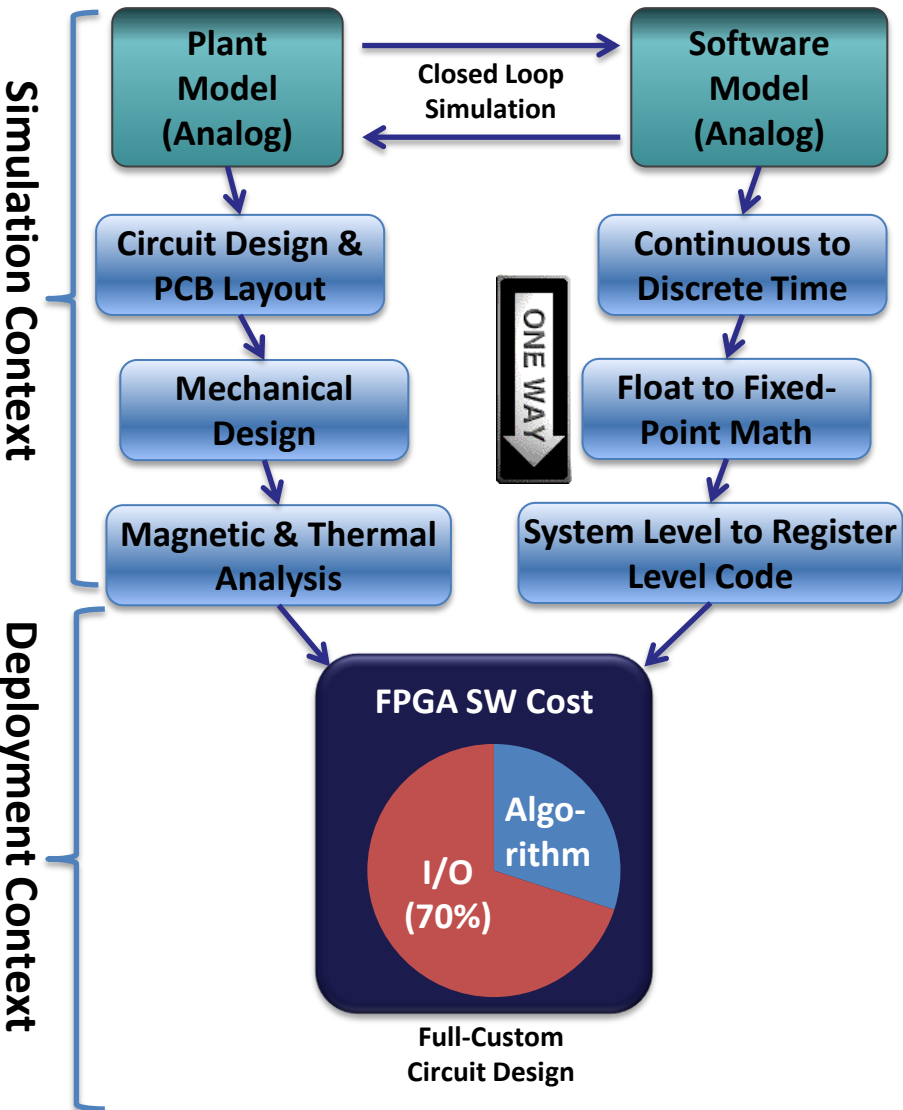 Simulation Context
Plant
Model
(Analog)
Closed Loop
Simulation
Software
Model
(Analog)
Circuit Design &
PCB Layout
Continuous to
Discrete Time
ONE WAY
Mechanical
Design
Float to Fixed-
Point Math
Magnetic & Thermal
Analysis
System Level to Register
Level Code
Deployment Context
FPGA SW Cost
Algo-
rithm
I/O
(70%)
Full-Custom
Circuit Design